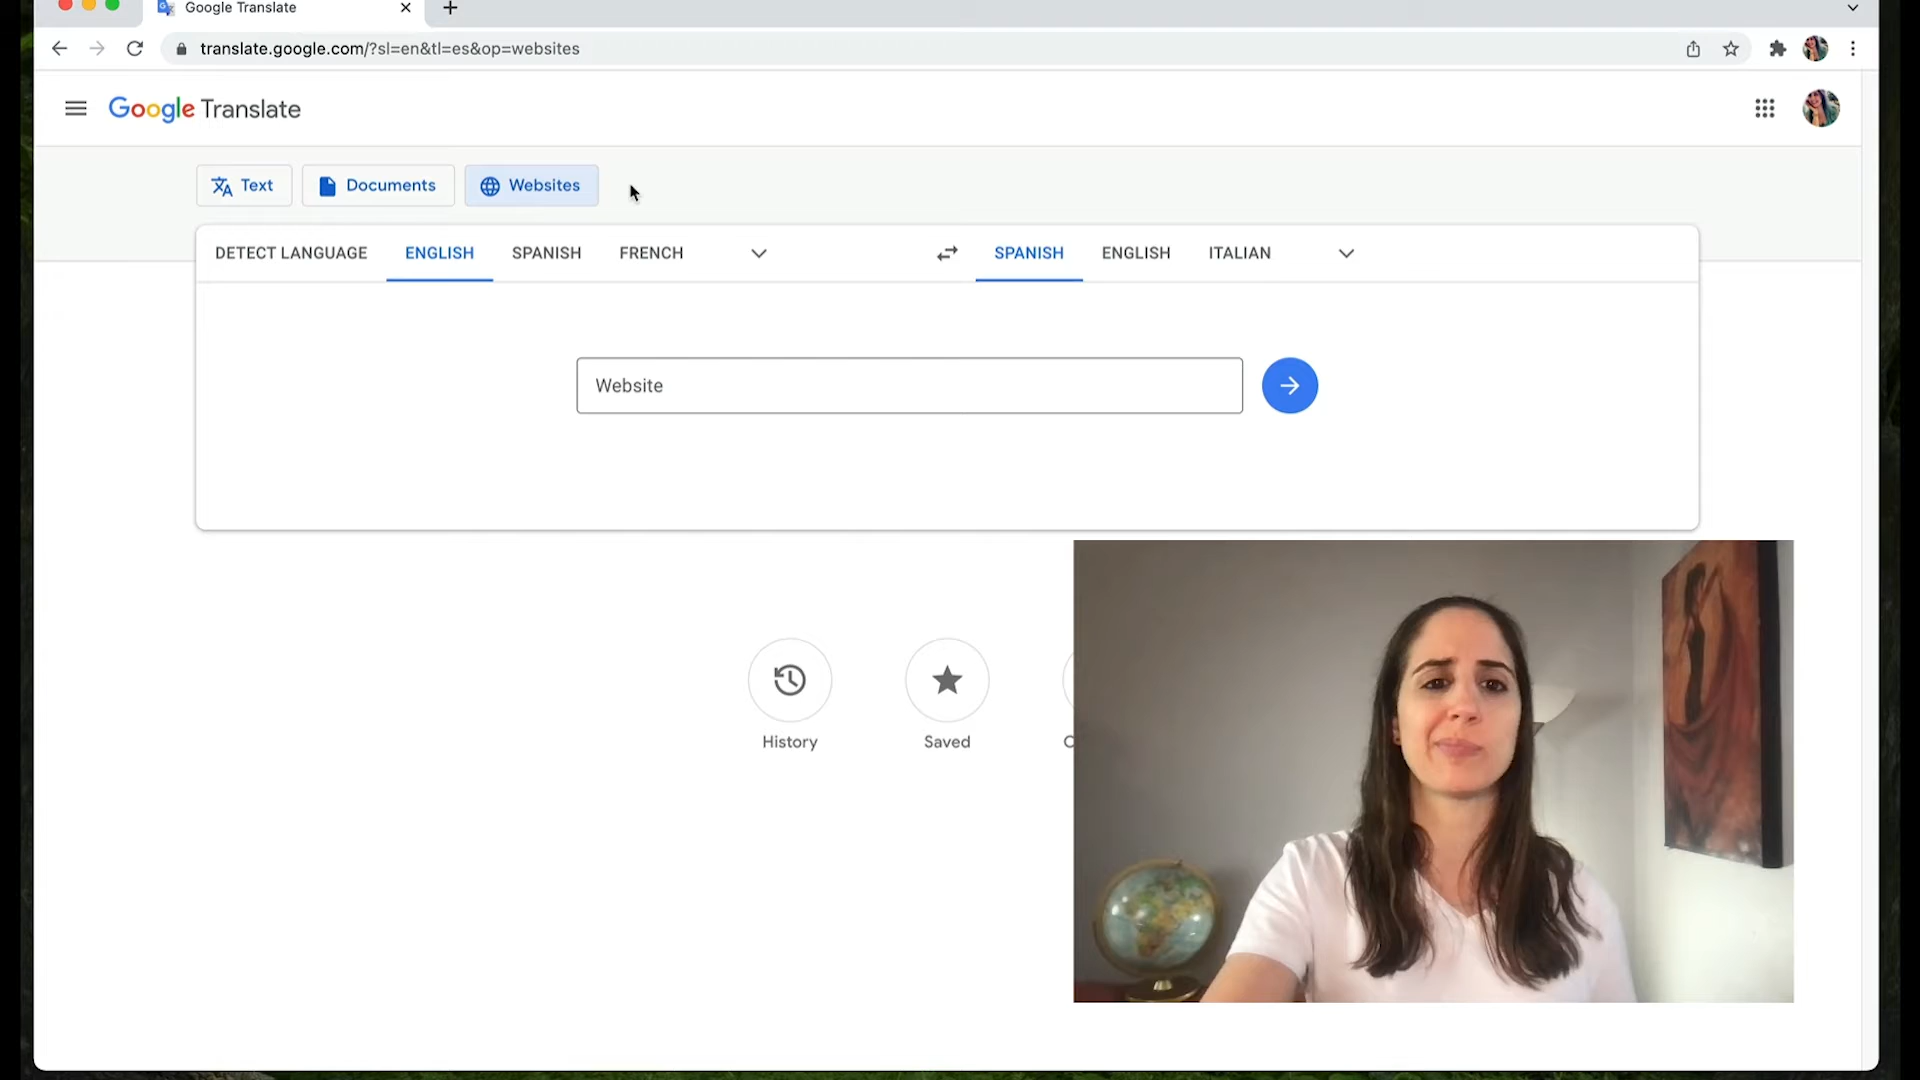 Google Translate
translate.google.com/?sl=en&tl=es&op=websites
Google Translate
Text
Documents
Websites
DETECT LANGUAGE
ENGLISH
SPANISH
FRENCH
SPANISH
ENGLISH
ITALIAN
Website
History
Saved